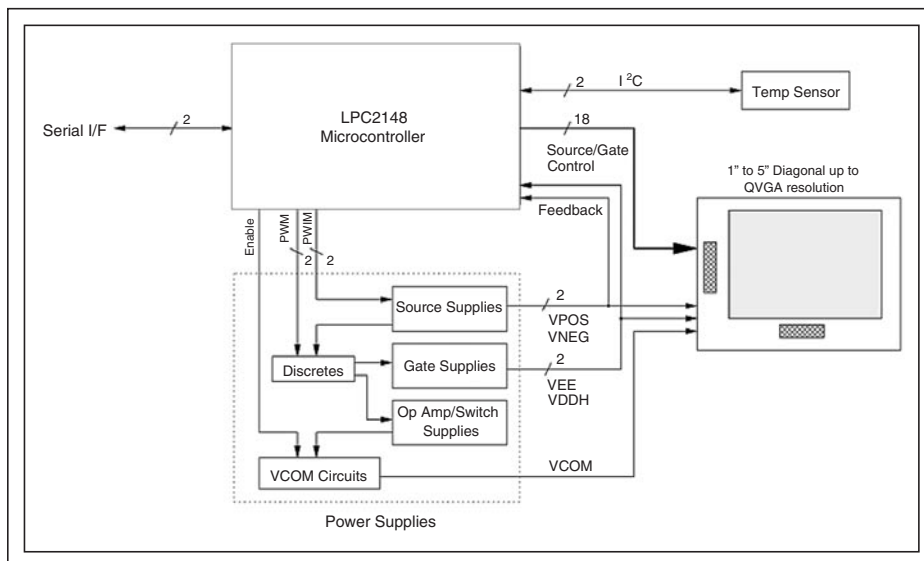 LPC2148
Microcontroller
2
I²C
Temp Sensor
Serial I/F
2
18
Source/Gate
Control
1" to 5" Diagonal up to
QVGA resolution
Feedback
Enable
PWM
PWIM
2
2
Source Supplies
2
VPOS
VNEG
Discretes
Gate Supplies
2
VEE
VDDH
Op Amp/Switch
Supplies
VCOM Circuits
VCOM
Power Supplies